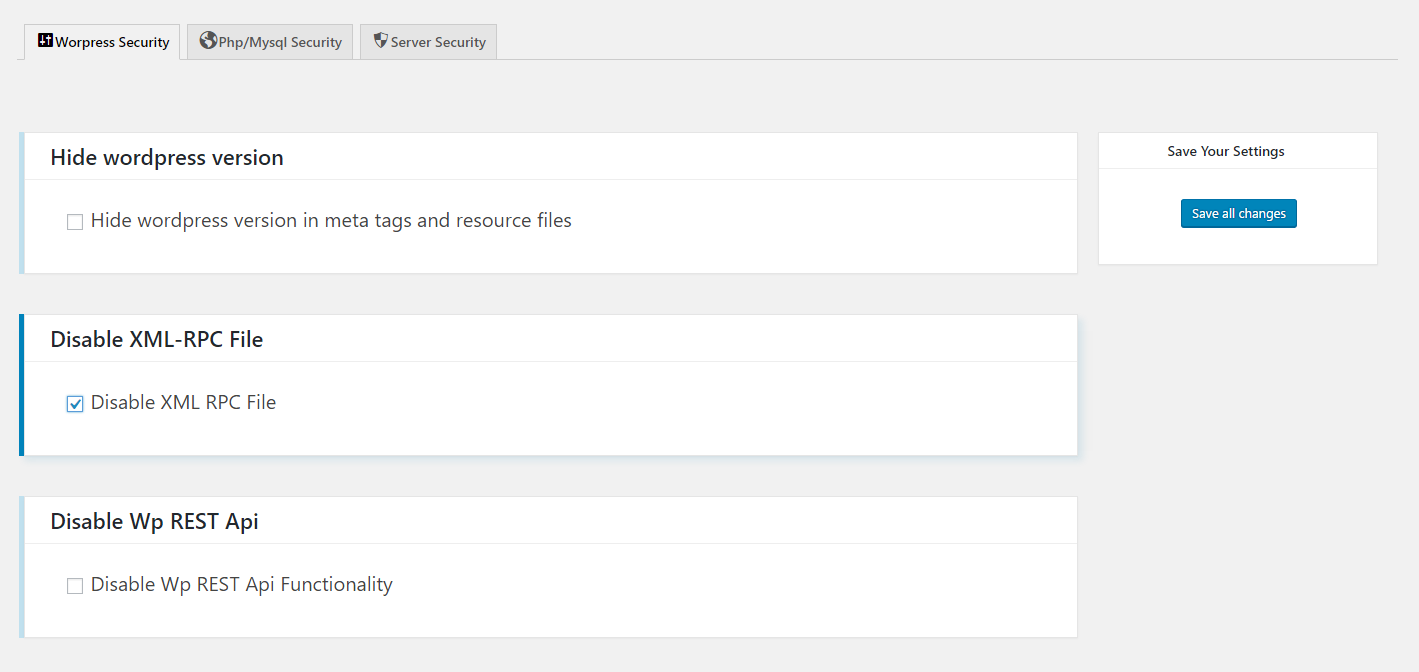 Worpress Security
Php/Mysql Security
Server Security
Hide wordpress version
Hide wordpress version in meta tags and resource files
Save Your Settings
Save all changes
Disable XML-RPC File
Disable XML RPC File
Disable Wp REST Api
Disable Wp REST Api Functionality